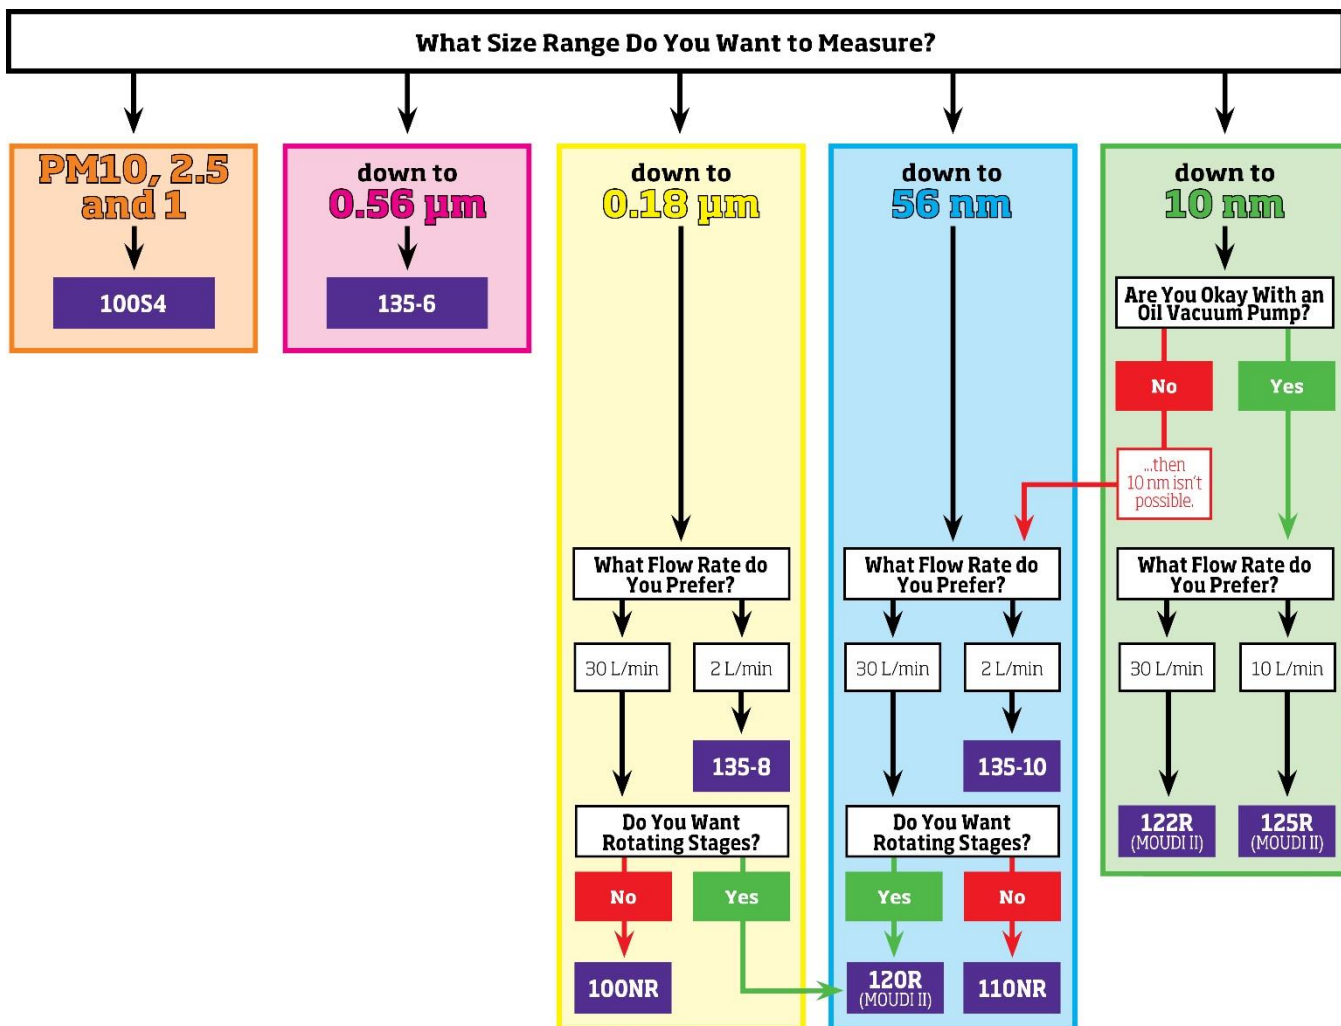 What Size Range Do You Want to Measure?
PM10, 2.5
and 1
100S4
down to
0.56 µm
135-6
down to
0.18 µm
What Flow Rate do
You Prefer?
30 L/min
2 L/min
135-8
Do You Want
Rotating Stages?
No
Yes
100NR
down to
56 nm
What Flow Rate do
You Prefer?
30 L/min
2 L/min
135-10
Do You Want
Rotating Stages?
Yes
No
120R
(MOUDI II)
110NR
down to
10 nm
Are You Okay With an
Oil Vacuum Pump?
No
Yes
...then
10 nm isn't
possible.
What Flow Rate do
You Prefer?
30 L/min
10 L/min
122R
(MOUDI II)
125R
(MOUDI II)